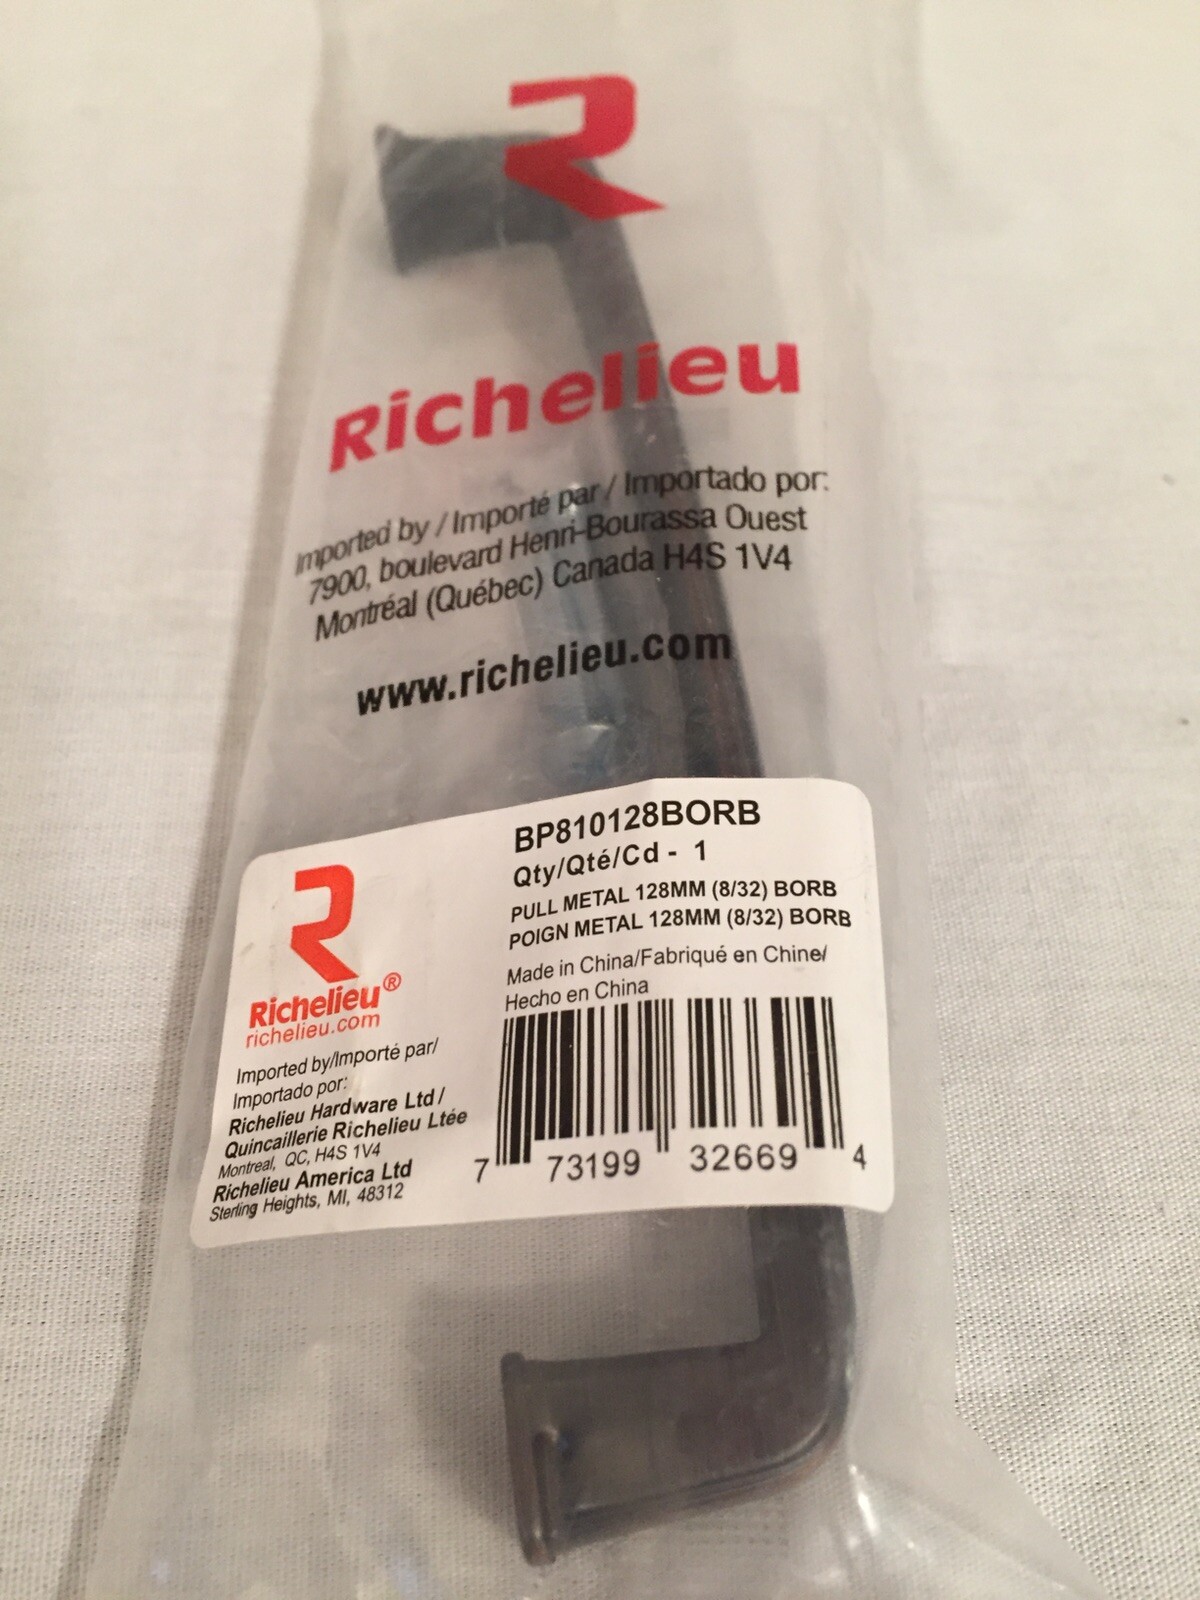 R
Richelieu
Imported by / Importé par / Importado por:
7900, boulevard Henri-Bourassa Ouest
Montréal (Québec) Canada H4S 1V4
www.richelieu.com
BP810128BORB
Qty/Qté/Cd - 1
PULL METAL 128MM (8/32) BORB
POIGN METAL 128MM (8/32) BORB
Made in China/Fabriqué en Chine/
Hecho en China
7 73199 32669 4
R
Richelieu®
richelieu.com
Imported by/Importé par/
Importado por:
Richelieu Hardware Ltd /
Quincaillerie Richelieu Ltée
Montreal, QC, H4S 1V4
Richelieu America Ltd
Sterling Heights, MI, 48312